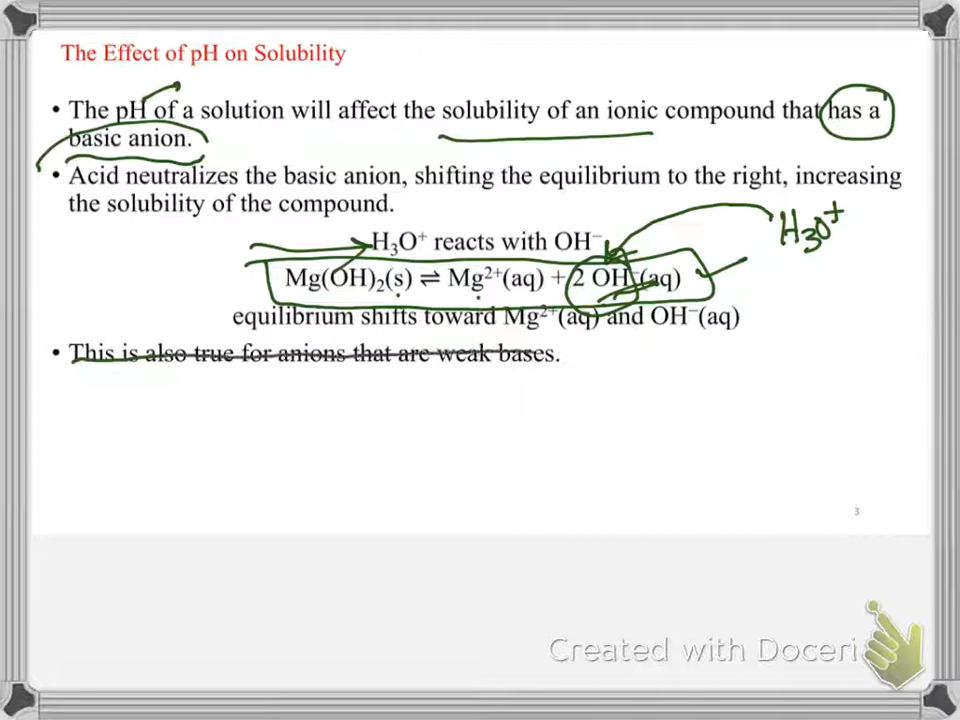 The Effect of pH on Solubility
• The pH of a solution will affect the solubility of an ionic compound that has a
basic anion.
• Acid neutralizes the basic anion, shifting the equilibrium to the right, increasing
the solubility of the compound.
H₃O⁺
H₃O⁺ reacts with OH⁻
Mg(OH)₂(s) ⇌ Mg²⁺(aq) + 2 OH⁻(aq)
equilibrium shifts toward Mg²⁺(aq) and OH⁻(aq)
• This is also true for anions that are weak bases.
3
Created with Doceri